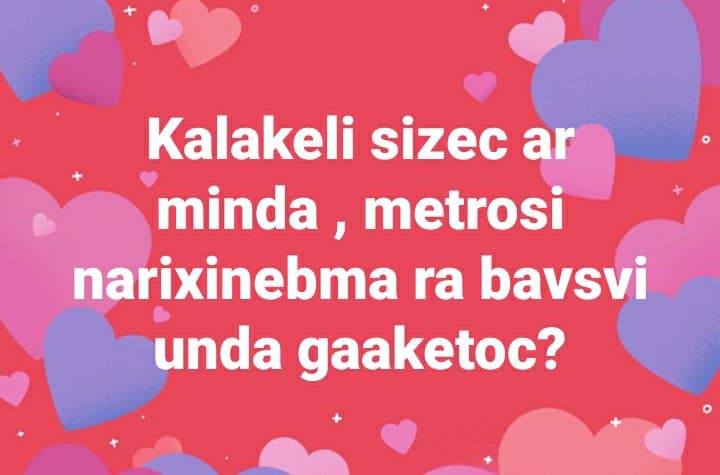 Kalakeli sizec ar
minda , metrosi
narixinebma ra bavsvi
unda gaaketoc?